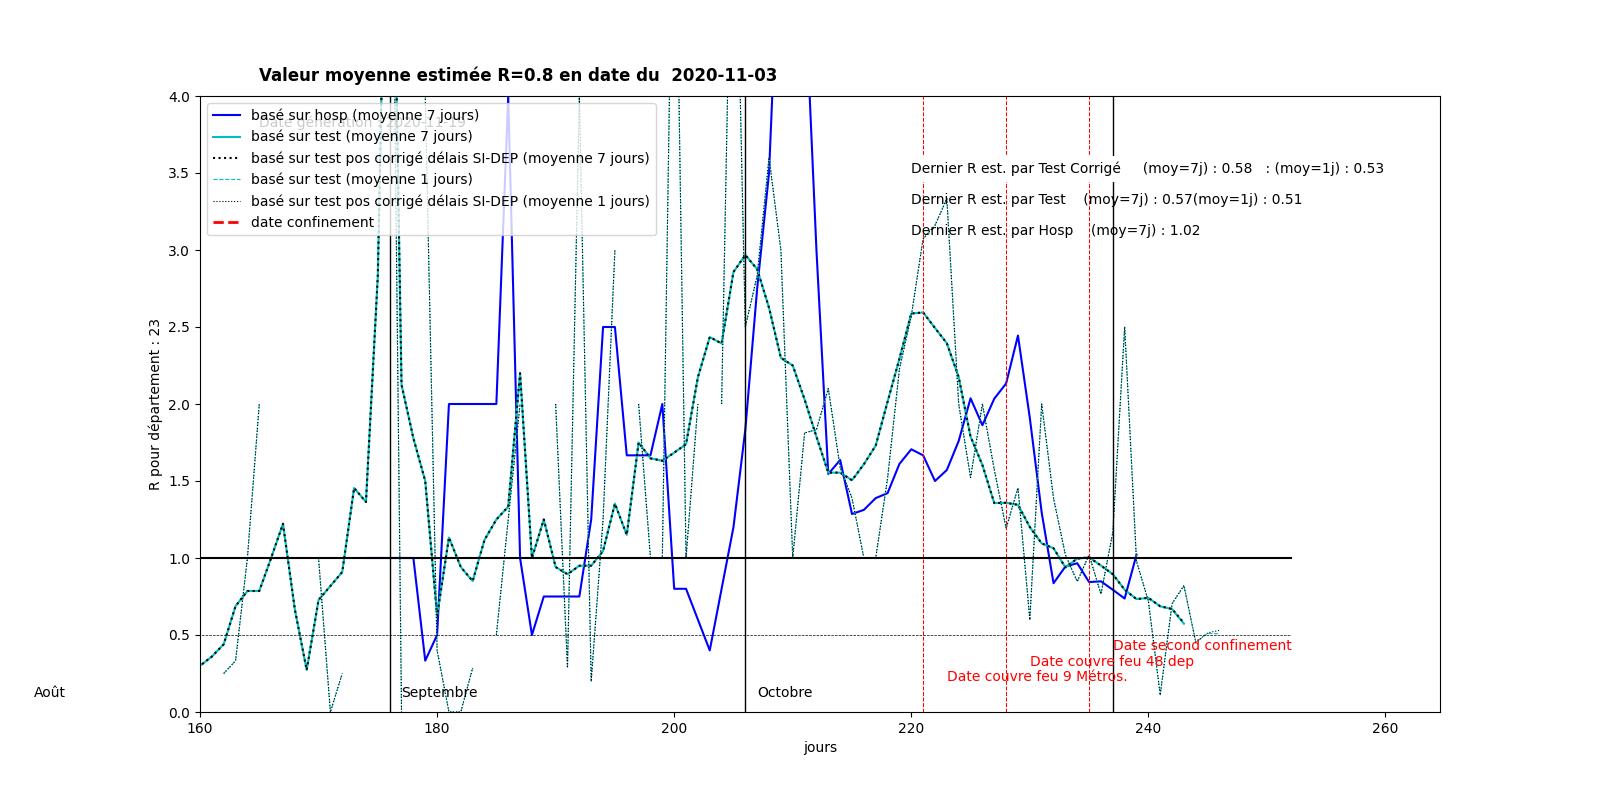 Valeur moyenne estimée R=0.8 en date du  2020-11-03
4.0
3.5
3.0
2.5
2.0
1.5
1.0
0.5
0.0
R pour département : 23
basé sur hosp (moyenne 7 jours)
basé sur test (moyenne 7 jours)
basé sur test pos corrigé délais SI-DEP (moyenne 7 jours)
basé sur test (moyenne 1 jours)
basé sur test pos corrigé délais SI-DEP (moyenne 1 jours)
date confinement
Dernier R est. par Test Corrigé     (moy=7j) : 0.58   : (moy=1j) : 0.53
Dernier R est. par Test    (moy=7j) : 0.57(moy=1j) : 0.51
Dernier R est. par Hosp    (moy=7j) : 1.02
Date second confinement
Date couvre feu 48 dep
Date couvre feu 9 Métros.
Août
Septembre
Octobre
160
180
200
220
240
260
jours